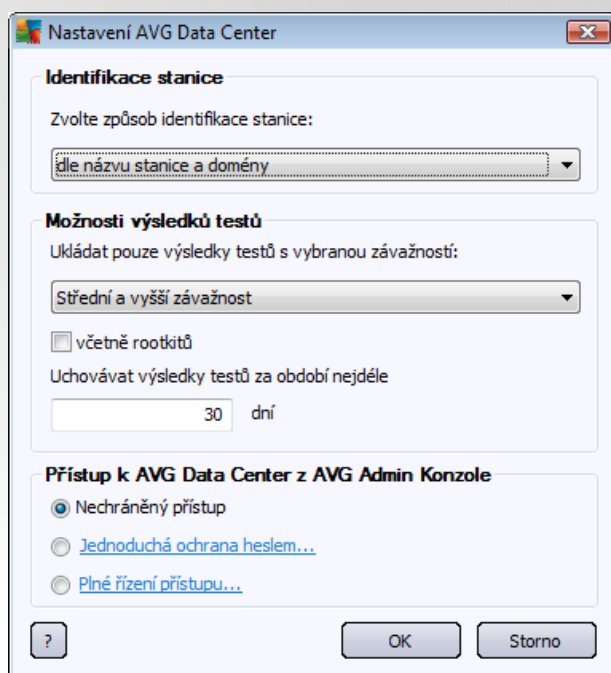 Nastavení AVG Data Center
Identifikace stanice
Zvolte způsob identifikace stanice:
dle názvu stanice a domény
Možnosti výsledků testů
Ukládat pouze výsledky testů s vybranou závažností:
Střední a vyšší závažnost
včetně rootkitů
Uchovávat výsledky testů za období nejdéle
30 dní
Přístup k AVG Data Center z AVG Admin Konzole
Nechráněný přístup
Jednoduchá ochrana heslem...
Plné řízení přístupu...
? OK Storno